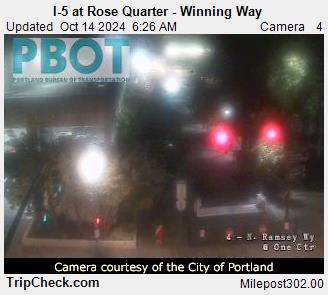 I-5 at Rose Quarter - Winning Way
Updated Oct 14 2024 6:26 AM Camera 4
PBOT
PORTLAND BUREAU OF TRANSPORTATION
4 - N. Ramsey Wy
@ One Ctr
Camera courtesy of the City of Portland
TripCheck.com Milepost302.00